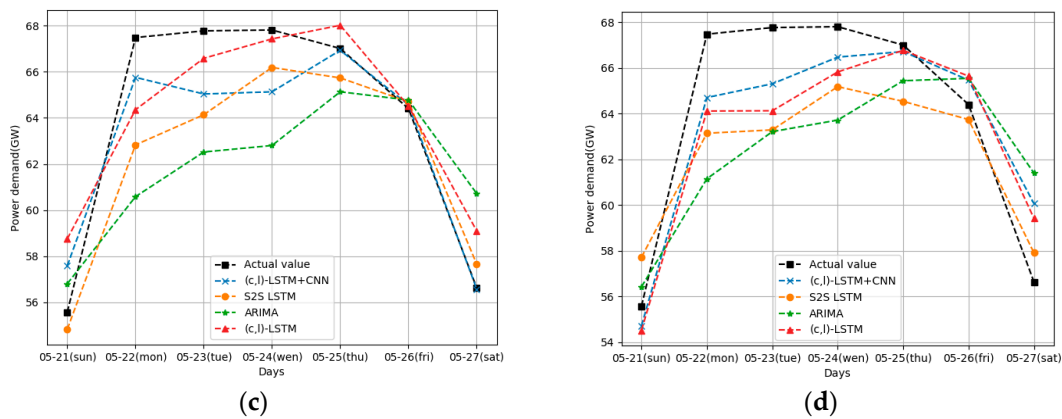 68
66
64
62
60
58
56
Power demand(GW)
Actual value
(c,l)-LSTM+CNN
S2S LSTM
ARIMA
(c,l)-LSTM
05-21(sun) 05-22(mon) 05-23(tue) 05-24(wen) 05-25(thu) 05-26(fri) 05-27(sat)
Days
(c)
68
66
64
62
60
58
56
54
Power demand(GW)
Actual value
(c,l)-LSTM+CNN
S2S LSTM
ARIMA
(c,l)-LSTM
05-21(sun) 05-22(mon) 05-23(tue) 05-24(wen) 05-25(thu) 05-26(fri) 05-27(sat)
Days
(d)